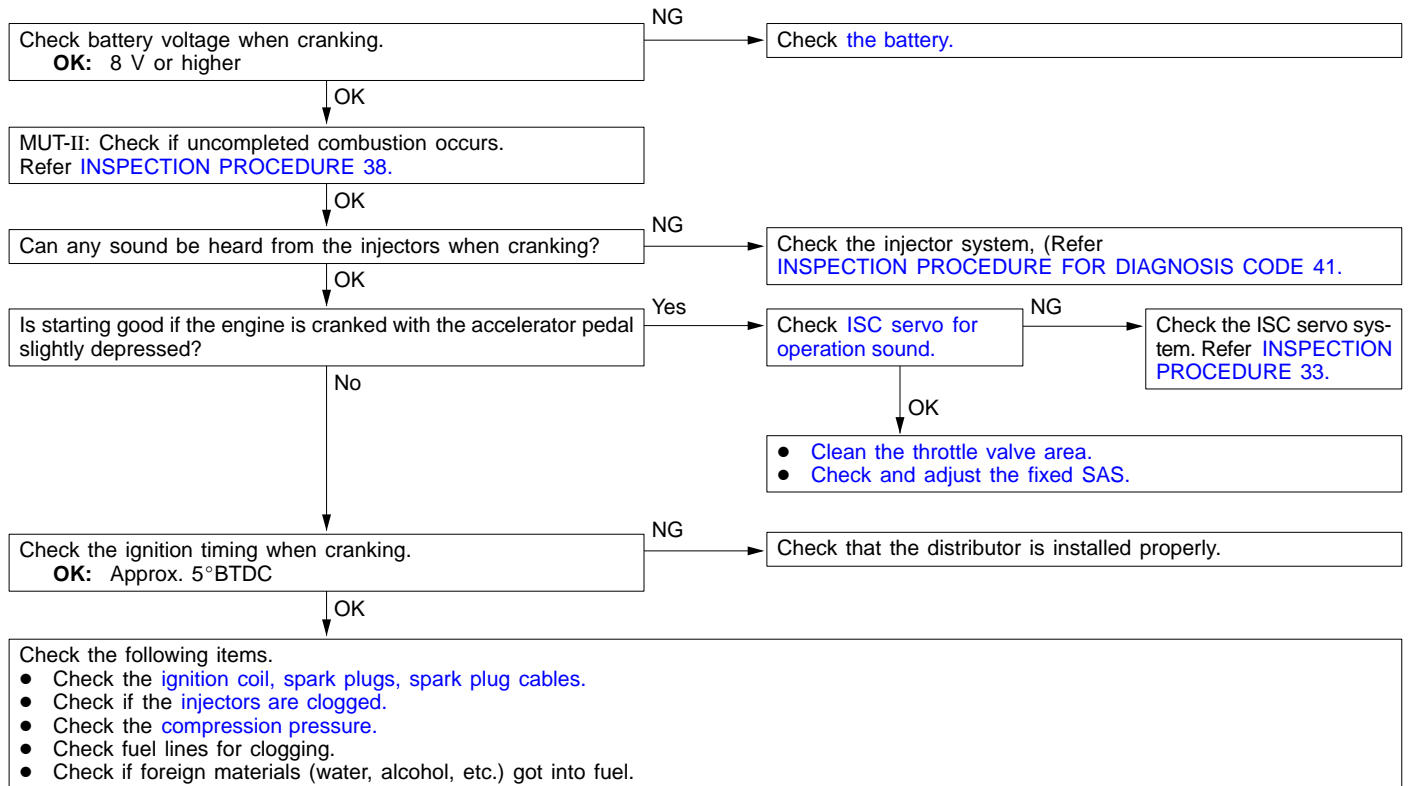 NG
Check battery voltage when cranking.
OK: 8 V or higher
Check the battery.
OK
MUT-II: Check if uncompleted combustion occurs.
Refer INSPECTION PROCEDURE 38.
OK
NG
Can any sound be heard from the injectors when cranking?
Check the injector system, (Refer
INSPECTION PROCEDURE FOR DIAGNOSIS CODE 41.
OK
Yes
Is starting good if the engine is cranked with the accelerator pedal
slightly depressed?
Check ISC servo for
operation sound.
NG
Check the ISC servo sys-
tem. Refer INSPECTION
PROCEDURE 33.
No
OK
● Clean the throttle valve area.
● Check and adjust the fixed SAS.
NG
Check the ignition timing when cranking.
OK: Approx. 5°BTDC
Check that the distributor is installed properly.
OK
Check the following items.
● Check the ignition coil, spark plugs, spark plug cables.
● Check if the injectors are clogged.
● Check the compression pressure.
● Check fuel lines for clogging.
● Check if foreign materials (water, alcohol, etc.) got into fuel.